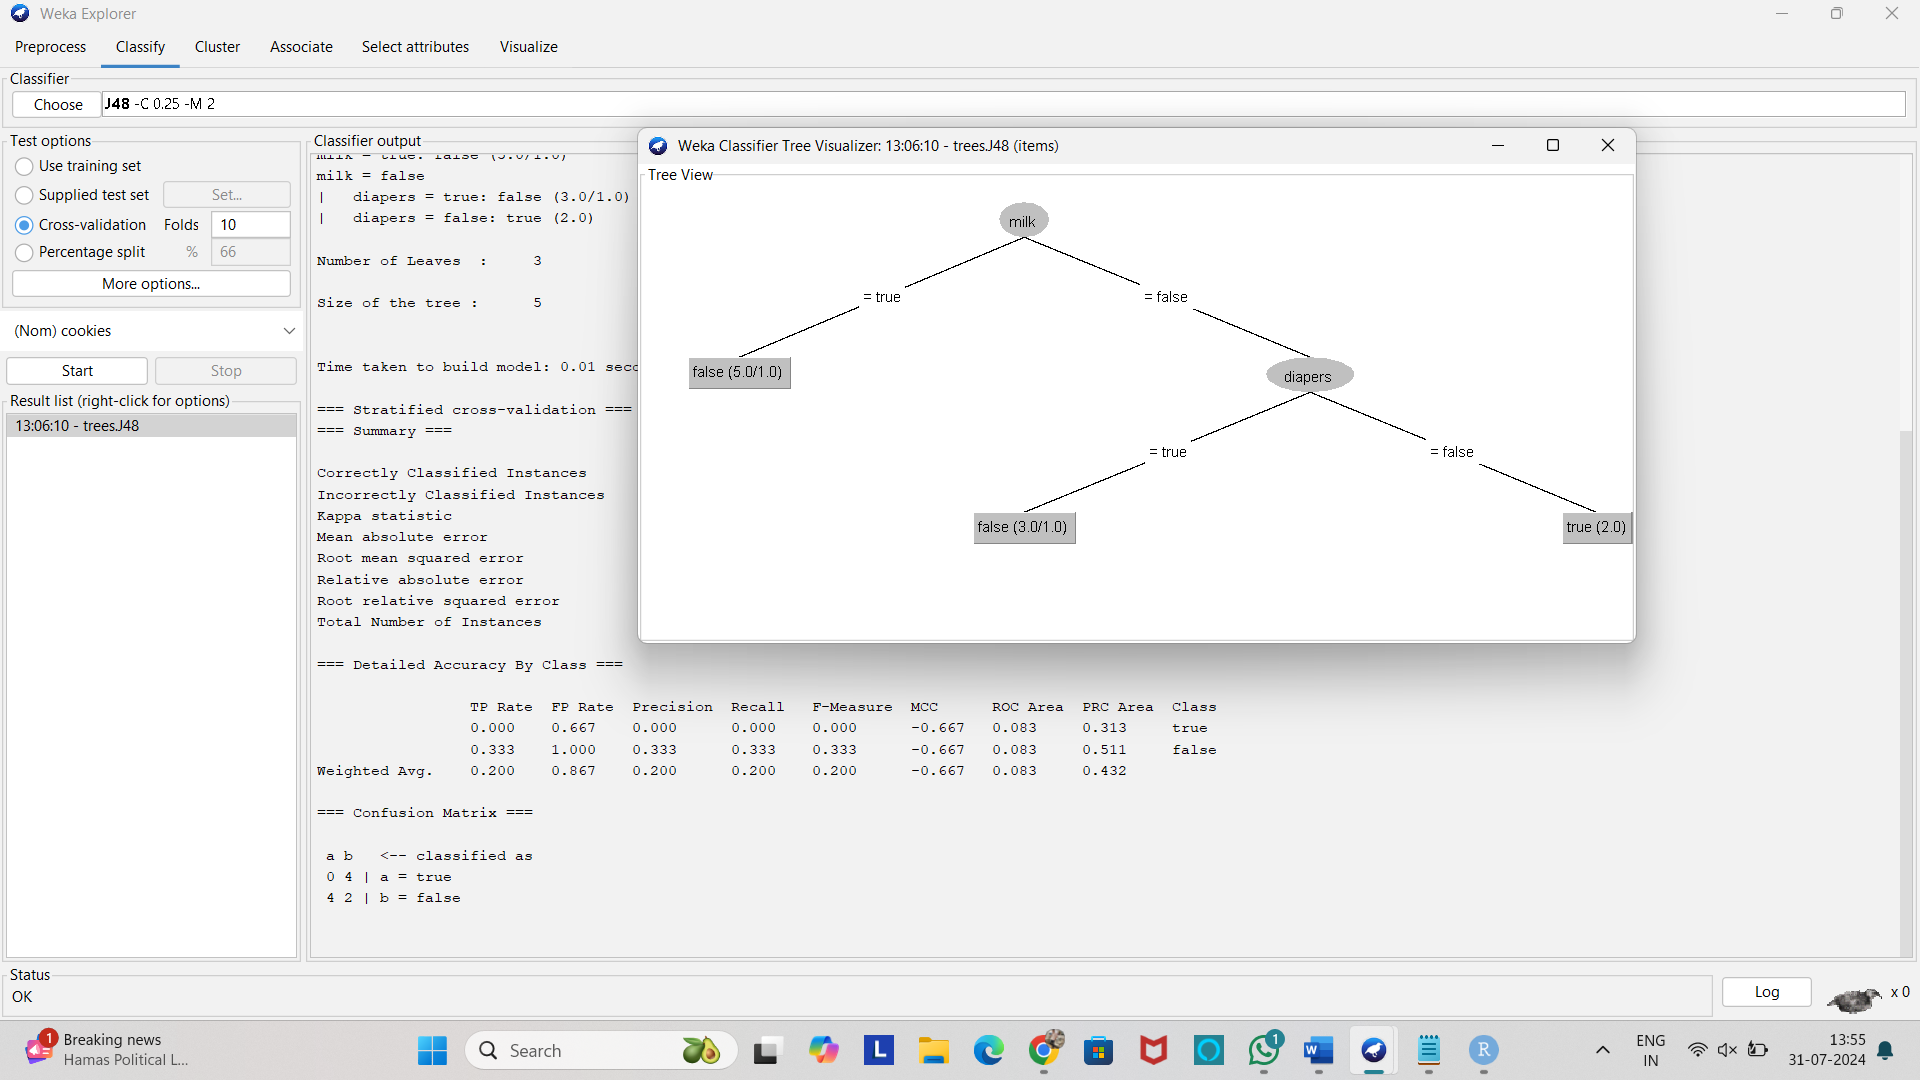 Weka Explorer
Preprocess Classify Cluster Associate Select attributes Visualize
Classifier
Choose J48 -C 0.25 -M 2
Test options
Use training set
Supplied test set Set...
Cross-validation Folds 10
Percentage split % 66
More options...
(Nom) cookies
Start Stop
Result list (right-click for options)
13:06:10 - trees.J48
Classifier output
milk = true: false (5.0/1.0)
milk = false
| diapers = true: false (3.0/1.0)
| diapers = false: true (2.0)
Number of Leaves : 3
Size of the tree : 5
Time taken to build model: 0.01 seco
=== Stratified cross-validation ===
=== Summary ===
Correctly Classified Instances
Incorrectly Classified Instances
Kappa statistic
Mean absolute error
Root mean squared error
Relative absolute error
Root relative squared error
Total Number of Instances
=== Detailed Accuracy By Class ===
TP Rate FP Rate Precision Recall F-Measure MCC ROC Area PRC Area Class
0.000 0.667 0.000 0.000 0.000 -0.667 0.083 0.313 true
0.333 1.000 0.333 0.333 0.333 -0.667 0.083 0.511 false
Weighted Avg. 0.200 0.867 0.200 0.200 0.200 -0.667 0.083 0.432
=== Confusion Matrix ===
a b <-- classified as
0 4 | a = true
4 2 | b = false
Weka Classifier Tree Visualizer: 13:06:10 - trees.J48 (items)
Tree View
milk
= true = false
false (5.0/1.0) diapers
= true = false
false (3.0/1.0) true (2.0)
Status
OK
Log x 0
1
Breaking news
Hamas Political L...
Search
L
1
W
R
ENG
IN
13:55
31-07-2024